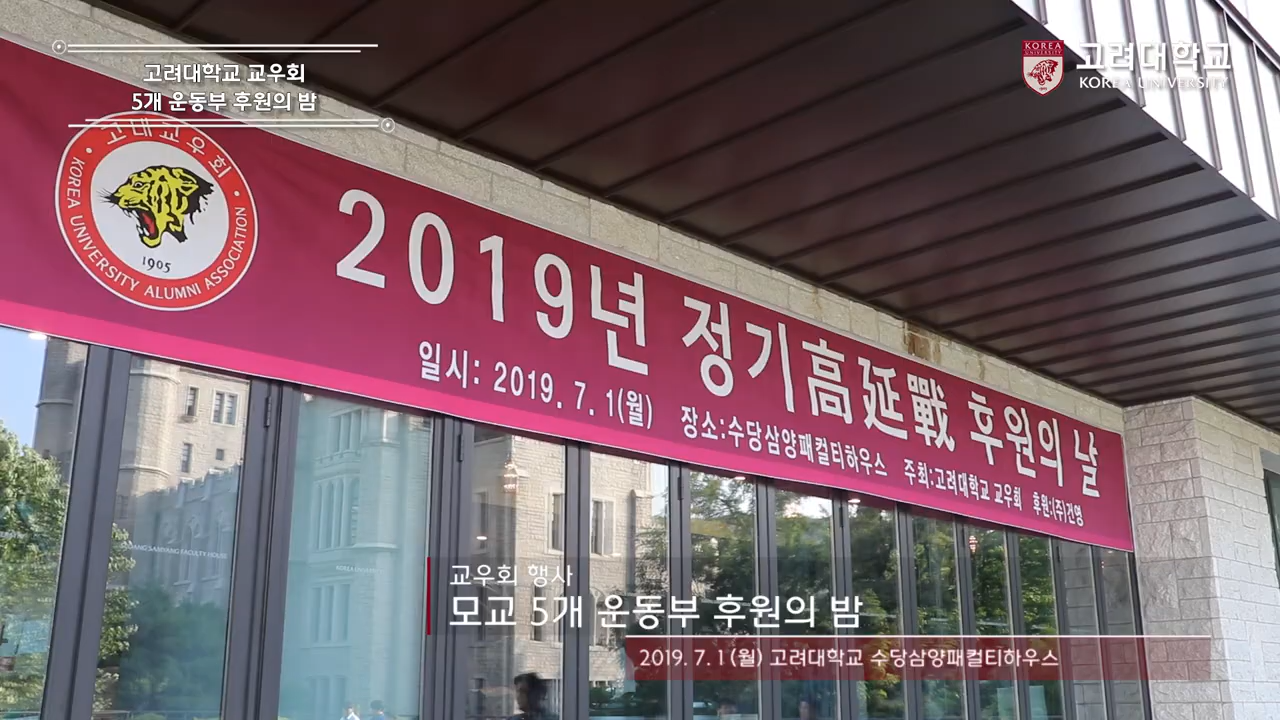 고려대학교 교우회
5개 운동부 후원의 밤
KOREA
UNIVERSITY
고려대학교
KOREA UNIVERSITY
고대교우회
KOREA UNIVERSITY ALUMNI ASSOCIATION
1905
2019년 정기高延戰 후원의 날
일시: 2019. 7. 1(월) 장소:수당삼양패컬티하우스 주최:고려대학교 교우회 후원:(주)건영
SAMYANG FACULTY HOUSE
교우회 행사
모교 5개 운동부 후원의 밤
2019. 7. 1 (월) 고려대학교 수당삼양패컬티하우스